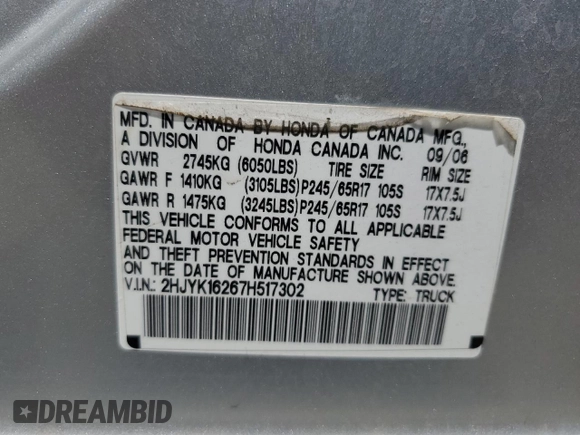 MFD. IN CANADA BY HONDA OF CANADA MFG.,
A DIVISION OF HONDA CANADA INC. 09/06
GVWR 2745KG (6050LBS) TIRE SIZE RIM SIZE
GAWR F 1410KG (3105LBS) P245/65R17 105S 17X7.5J
GAWR R 1475KG (3245LBS) P245/65R17 105S 17X7.5J
THIS VEHICLE CONFORMS TO ALL APPLICABLE
FEDERAL MOTOR VEHICLE SAFETY
AND THEFT PREVENTION STANDARDS IN EFFECT
ON THE DATE OF MANUFACTURE SHOWN ABOVE.
V.I.N.: 2HJYK16267H517302 TYPE: TRUCK
DREAMBID